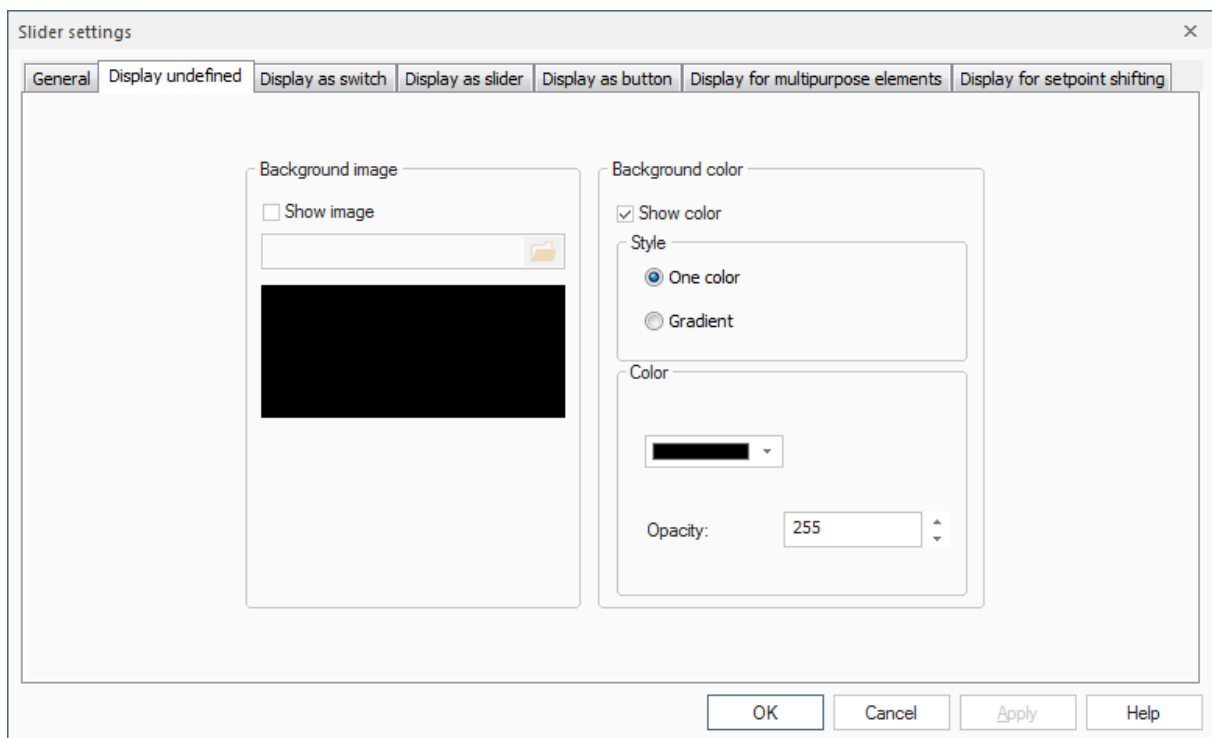 Slider settings
General Display undefined Display as switch Display as slider Display as button Display for multipurpose elements Display for setpoint shifting
Background image
Show image
Background color
Show color
Style
One color
Gradient
Color
Opacity: 255
OK Cancel Apply Help